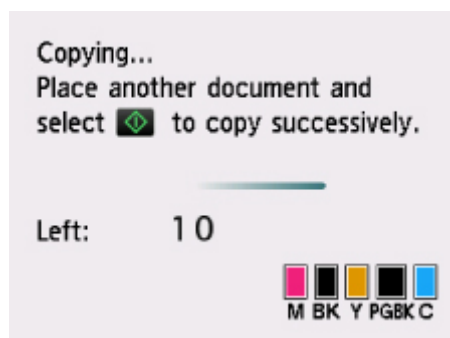 Copying...
Place another document and
select to copy successively.
Left: 10
M BK Y PGBK C